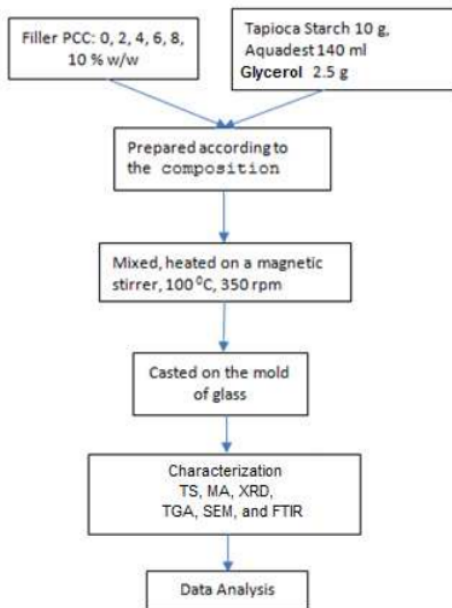 Filler PCC: 0, 2, 4, 6, 8,
10 % w/w
Tapioca Starch 10 g,
Aquadest 140 ml
Glycerol 2.5 g
Prepared according to
the composition
Mixed, heated on a magnetic
stirrer, 100 ⁰C, 350 rpm
Casted on the mold
of glass
Characterization
TS, MA, XRD,
TGA, SEM, and FTIR
Data Analysis